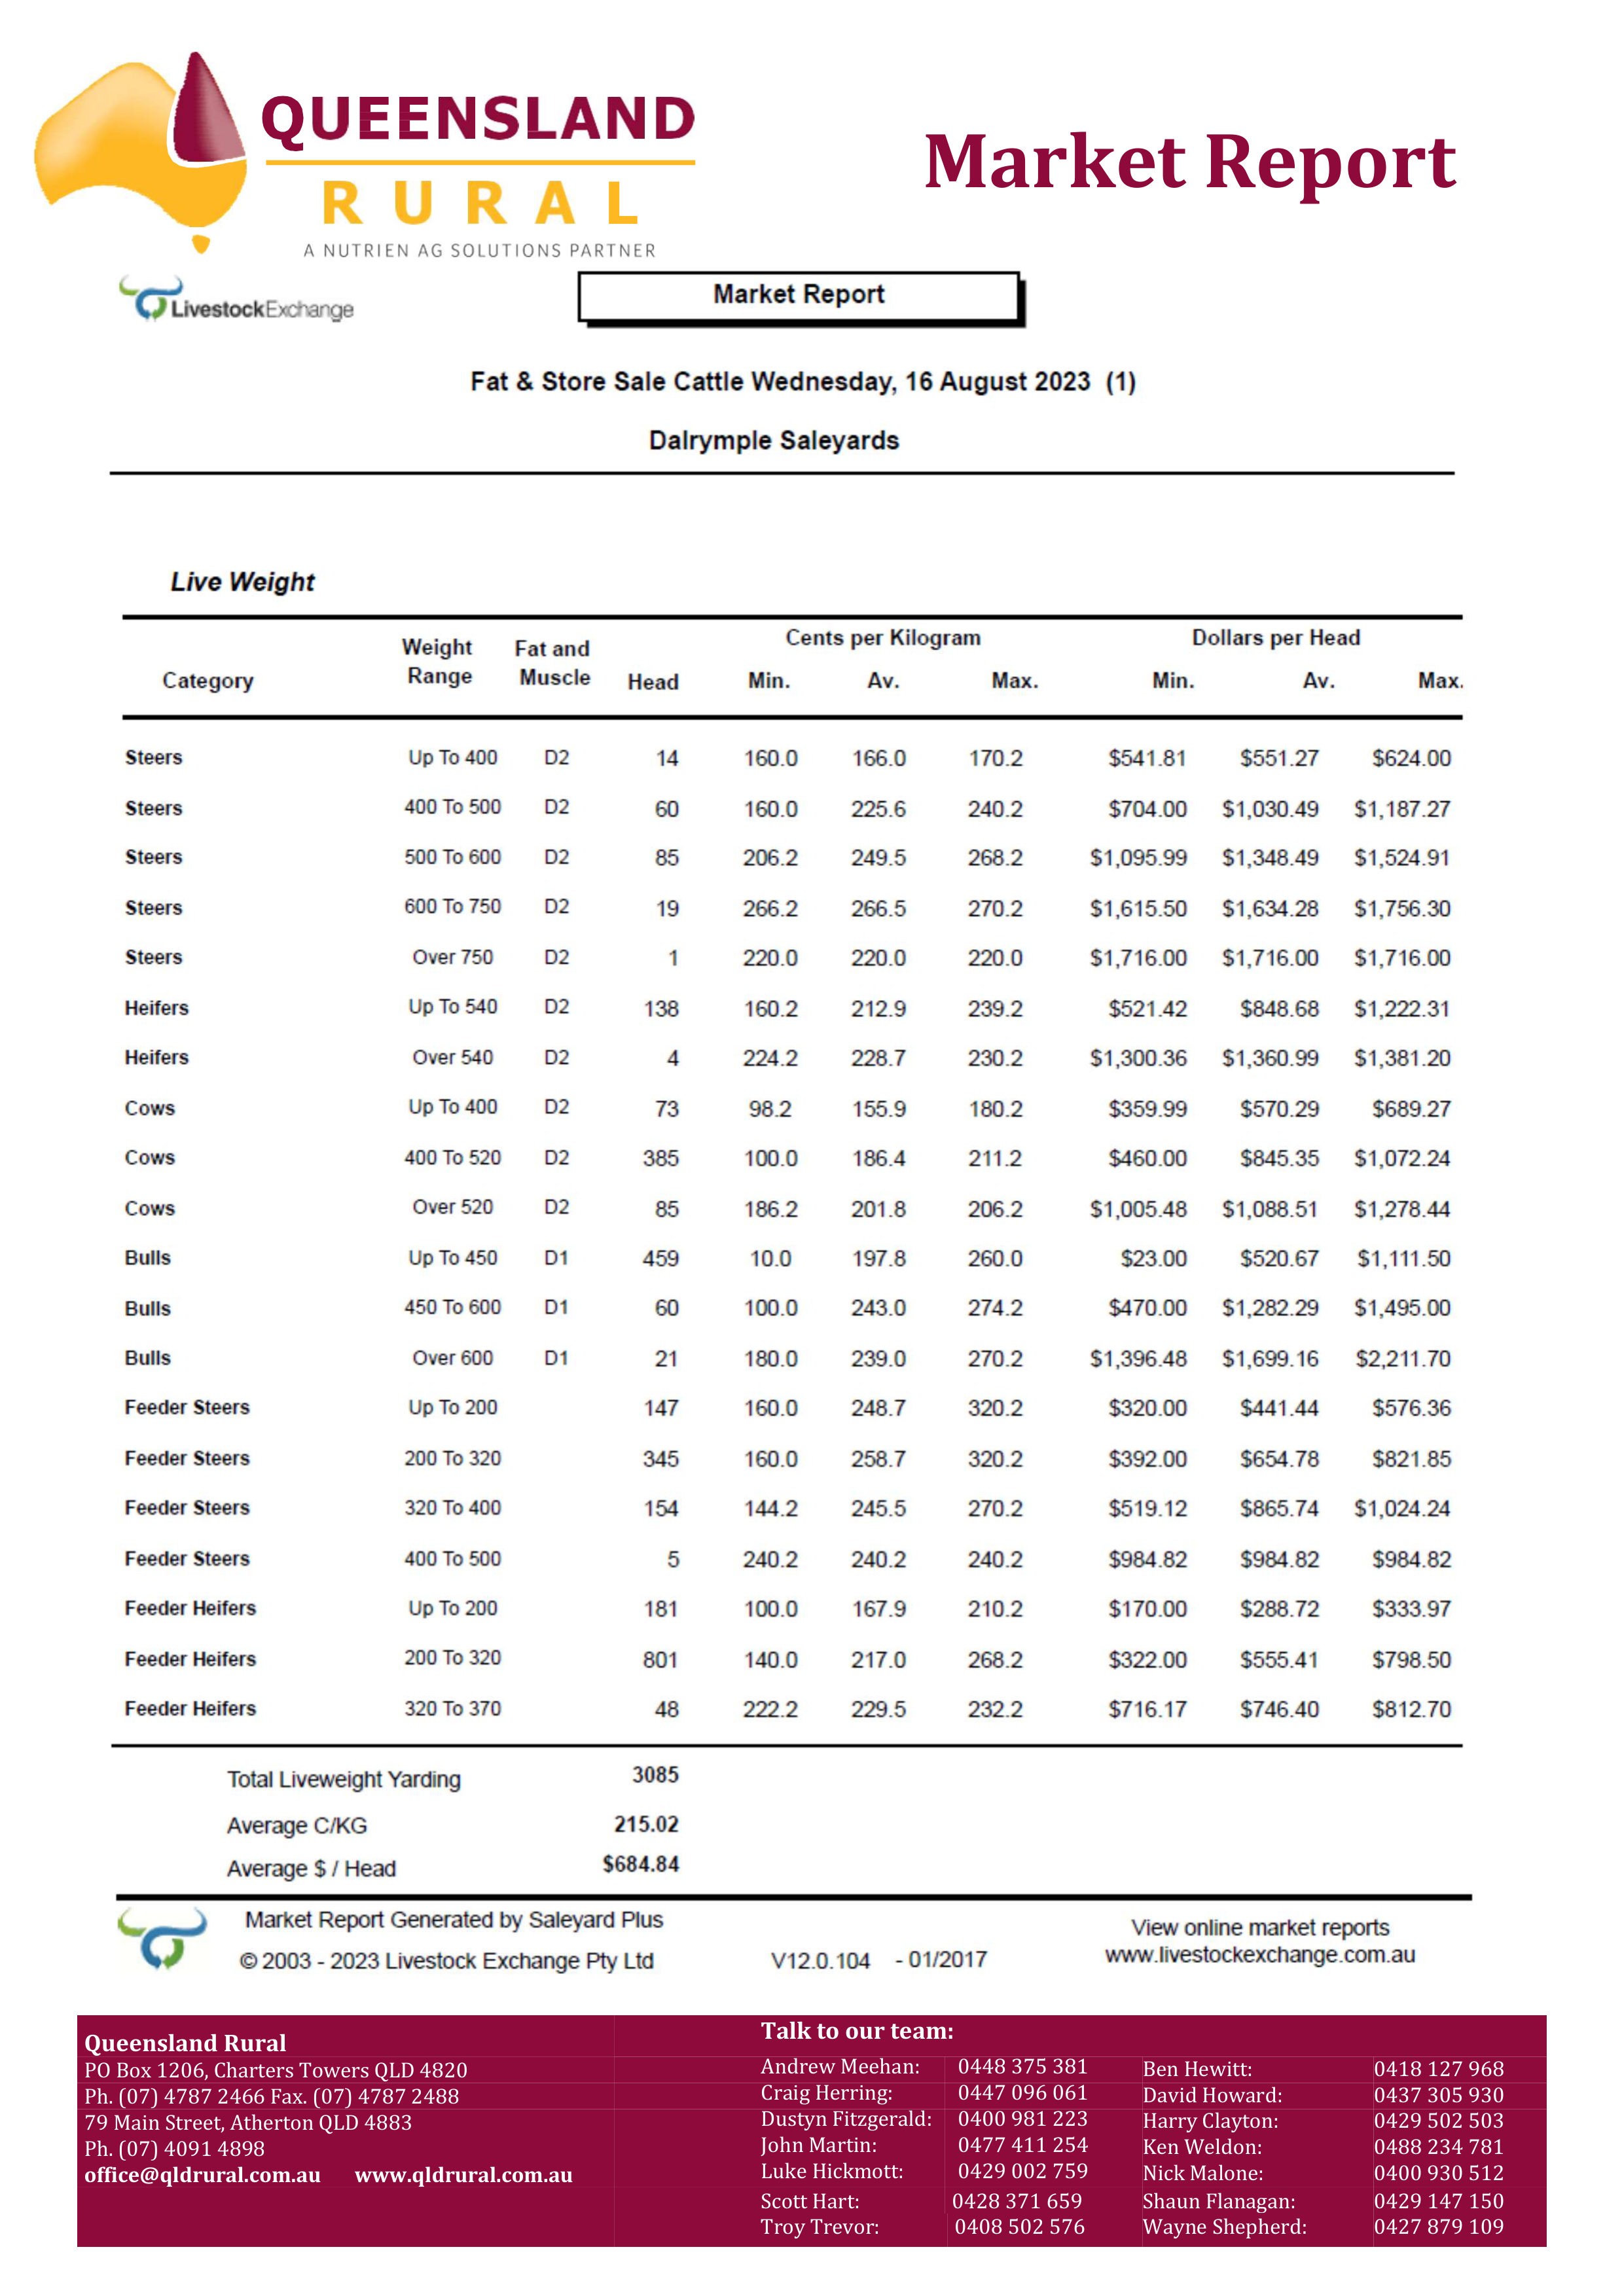 QUEENSLAND
RURAL
A NUTRIEN AG SOLUTIONS PARTNER
Market Report
LivestockExchange
Market Report
Fat & Store Sale Cattle Wednesday, 16 August 2023 (1)
Dalrymple Saleyards
Live Weight
Category Weight Range Fat and Muscle Head Cents per Kilogram Min. Av. Max. Dollars per Head Min. Av. Max.
Steers Up To 400 D2 14 160.0 166.0 170.2 $541.81 $551.27 $624.00
Steers 400 To 500 D2 60 160.0 225.6 240.2 $704.00 $1,030.49 $1,187.27
Steers 500 To 600 D2 85 206.2 249.5 268.2 $1,095.99 $1,348.49 $1,524.91
Steers 600 To 750 D2 19 266.2 266.5 270.2 $1,615.50 $1,634.28 $1,756.30
Steers Over 750 D2 1 220.0 220.0 220.0 $1,716.00 $1,716.00 $1,716.00
Heifers Up To 540 D2 138 160.2 212.9 239.2 $521.42 $848.68 $1,222.31
Heifers Over 540 D2 4 224.2 228.7 230.2 $1,300.36 $1,360.99 $1,381.20
Cows Up To 400 D2 73 98.2 155.9 180.2 $359.99 $570.29 $689.27
Cows 400 To 520 D2 385 100.0 186.4 211.2 $460.00 $845.35 $1,072.24
Cows Over 520 D2 85 186.2 201.8 206.2 $1,005.48 $1,088.51 $1,278.44
Bulls Up To 450 D1 459 10.0 197.8 260.0 $23.00 $520.67 $1,111.50
Bulls 450 To 600 D1 60 100.0 243.0 274.2 $470.00 $1,282.29 $1,495.00
Bulls Over 600 D1 21 180.0 239.0 270.2 $1,396.48 $1,699.16 $2,211.70
Feeder Steers Up To 200 147 160.0 248.7 320.2 $320.00 $441.44 $576.36
Feeder Steers 200 To 320 345 160.0 258.7 320.2 $392.00 $654.78 $821.85
Feeder Steers 320 To 400 154 144.2 245.5 270.2 $519.12 $865.74 $1,024.24
Feeder Steers 400 To 500 5 240.2 240.2 240.2 $984.82 $984.82 $984.82
Feeder Heifers Up To 200 181 100.0 167.9 210.2 $170.00 $288.72 $333.97
Feeder Heifers 200 To 320 801 140.0 217.0 268.2 $322.00 $555.41 $798.50
Feeder Heifers 320 To 370 48 222.2 229.5 232.2 $716.17 $746.40 $812.70
Total Liveweight Yarding 3085
Average C/KG 215.02
Average $ / Head $684.84
Market Report Generated by Saleyard Plus
© 2003 - 2023 Livestock Exchange Pty Ltd V12.0.104 - 01/2017
View online market reports
www.livestockexchange.com.au
Queensland Rural
PO Box 1206, Charters Towers QLD 4820
Ph. (07) 4787 2466 Fax. (07) 4787 2488
79 Main Street, Atherton QLD 4883
Ph. (07) 4091 4898
office@qldrural.com.au www.qldrural.com.au
Talk to our team:
Andrew Meehan: 0448 375 381 Ben Hewitt: 0418 127 968
Craig Herring: 0447 096 061 David Howard: 0437 305 930
Dustyn Fitzgerald: 0400 981 223 Harry Clayton: 0429 502 503
John Martin: 0477 411 254 Ken Weldon: 0488 234 781
Luke Hickmott: 0429 002 759 Nick Malone: 0400 930 512
Scott Hart: 0428 371 659 Shaun Flanagan: 0429 147 150
Troy Trevor: 0408 502 576 Wayne Shepherd: 0427 879 109